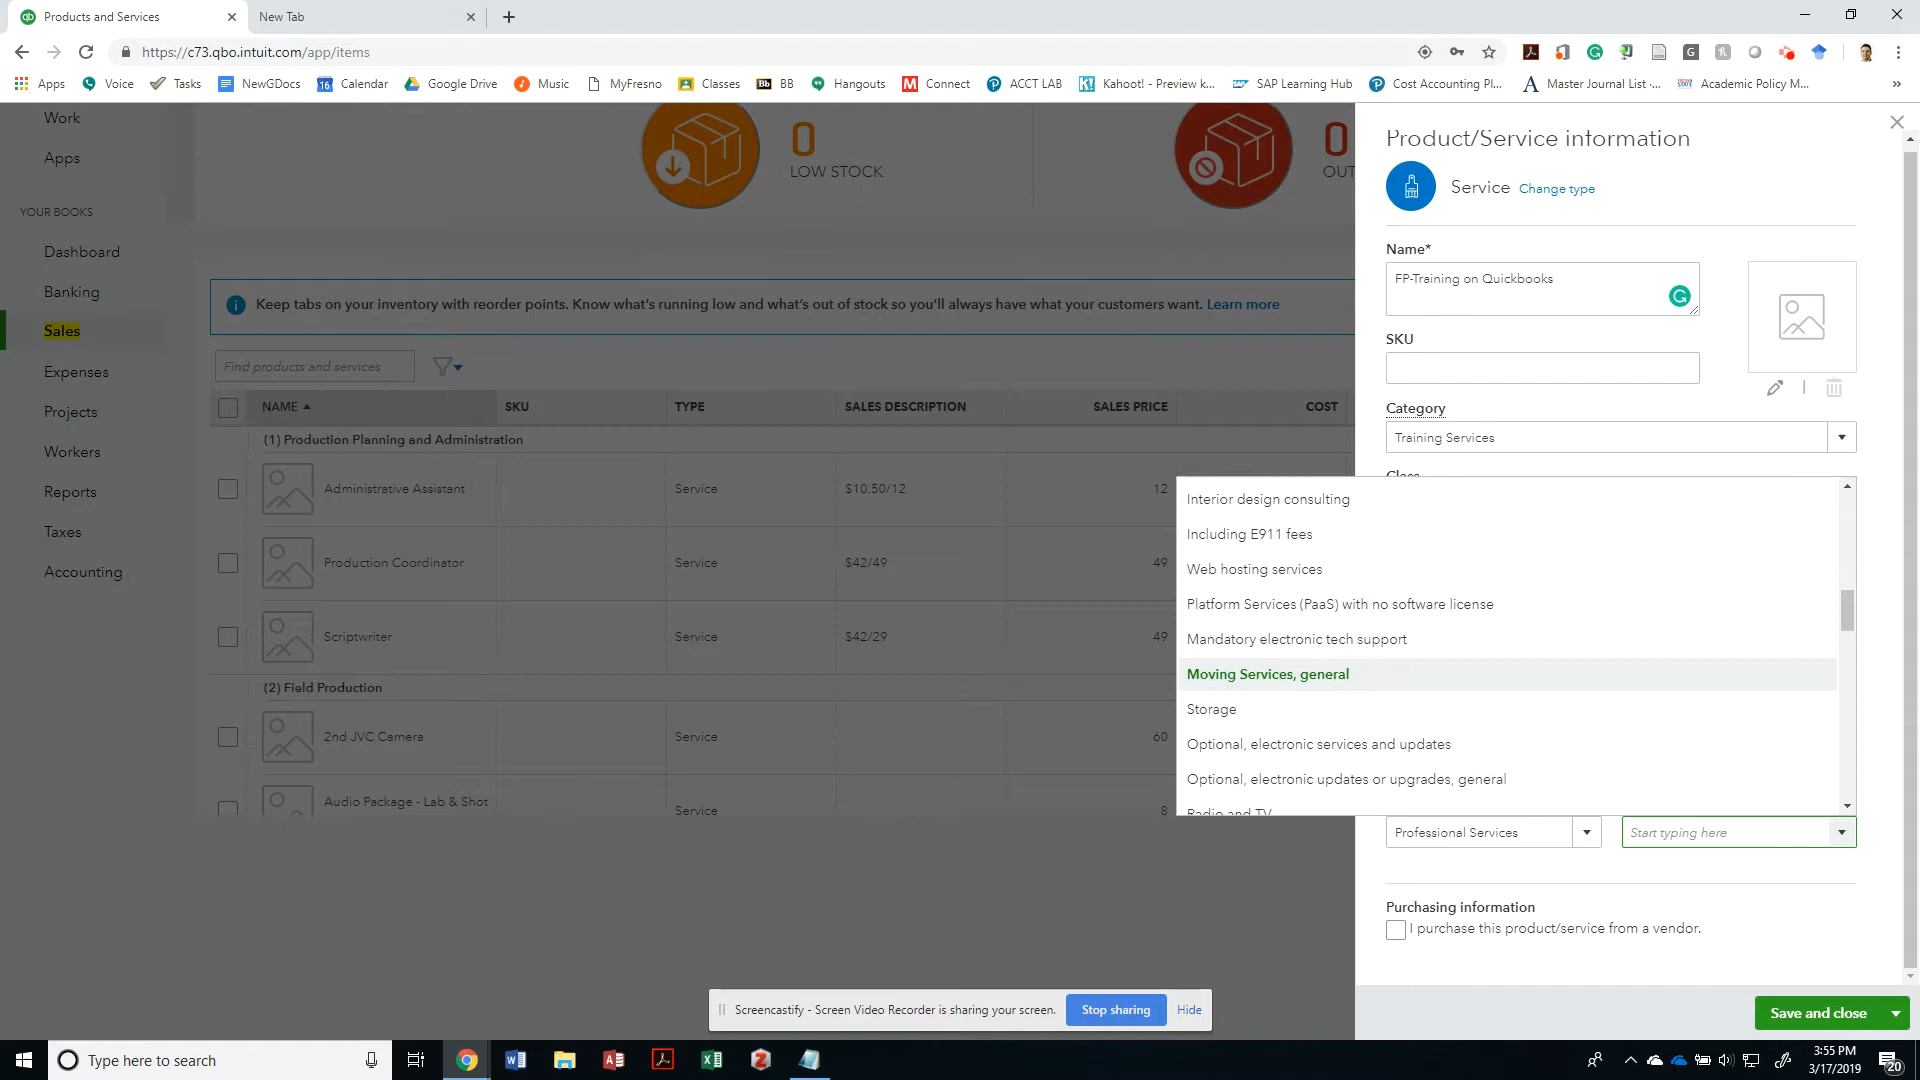 Products and Services
New Tab
https://c73.qbo.intuit.com/app/items
Apps
Voice
Tasks
NewGDocs
16
Calendar
Google Drive
Music
MyFresno
Classes
Bb
BB
Hangouts
Connect
ACCT LAB
Kahoot! - Preview k...
SAP Learning Hub
Cost Accounting Pl...
Master Journal List -...
Academic Policy M...
Work
Apps
YOUR BOOKS
Dashboard
Banking
Sales
Expenses
Projects
Workers
Reports
Taxes
Accounting
0
LOW STOCK
0
OUT
Keep tabs on your inventory with reorder points. Know what's running low and what's out of stock so you'll always have what your customers want. Learn more
Find products and services
NAME SKU TYPE SALES DESCRIPTION SALES PRICE COST
(1) Production Planning and Administration
Administrative Assistant Service $10.50/12 12
Production Coordinator Service $42/49 49
Scriptwriter Service $42/29 49
(2) Field Production
2nd JVC Camera Service 60
Audio Package - Lab & Shot Service 8
Product/Service information
Service Change type
Name*
FP-Training on Quickbooks
SKU
Category
Training Services
Class
Interior design consulting
Including E911 fees
Web hosting services
Platform Services (PaaS) with no software license
Mandatory electronic tech support
Moving Services, general
Storage
Optional, electronic services and updates
Optional, electronic updates or upgrades, general
Radio and TV
Professional Services
Start typing here
Purchasing information
I purchase this product/service from a vendor.
Save and close
Screencastify - Screen Video Recorder is sharing your screen.
Stop sharing
Hide
Type here to search
3:55 PM
3/17/2019
20